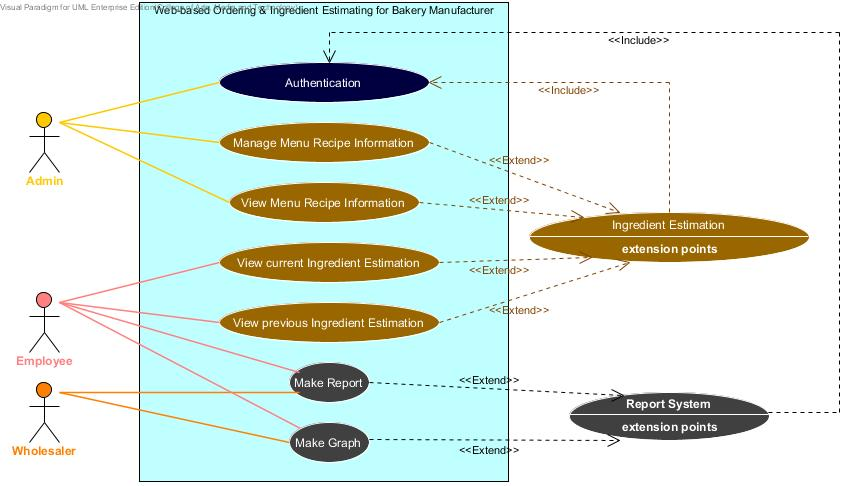 Visual Paradigm for UML Enterprise Edition
Web-based Ordering & Ingredient Estimating for Bakery Manufacturer
<<Include>>
Authentication
<<Include>>
Manage Menu Recipe Information
<<Extend>>
Admin
View Menu Recipe Information
<<Extend>>
Ingredient Estimation
extension points
View current Ingredient Estimation
<<Extend>>
View previous Ingredient Estimation
<<Extend>>
Employee
Make Report
<<Extend>>
Report System
extension points
Make Graph
<<Extend>>
Wholesaler